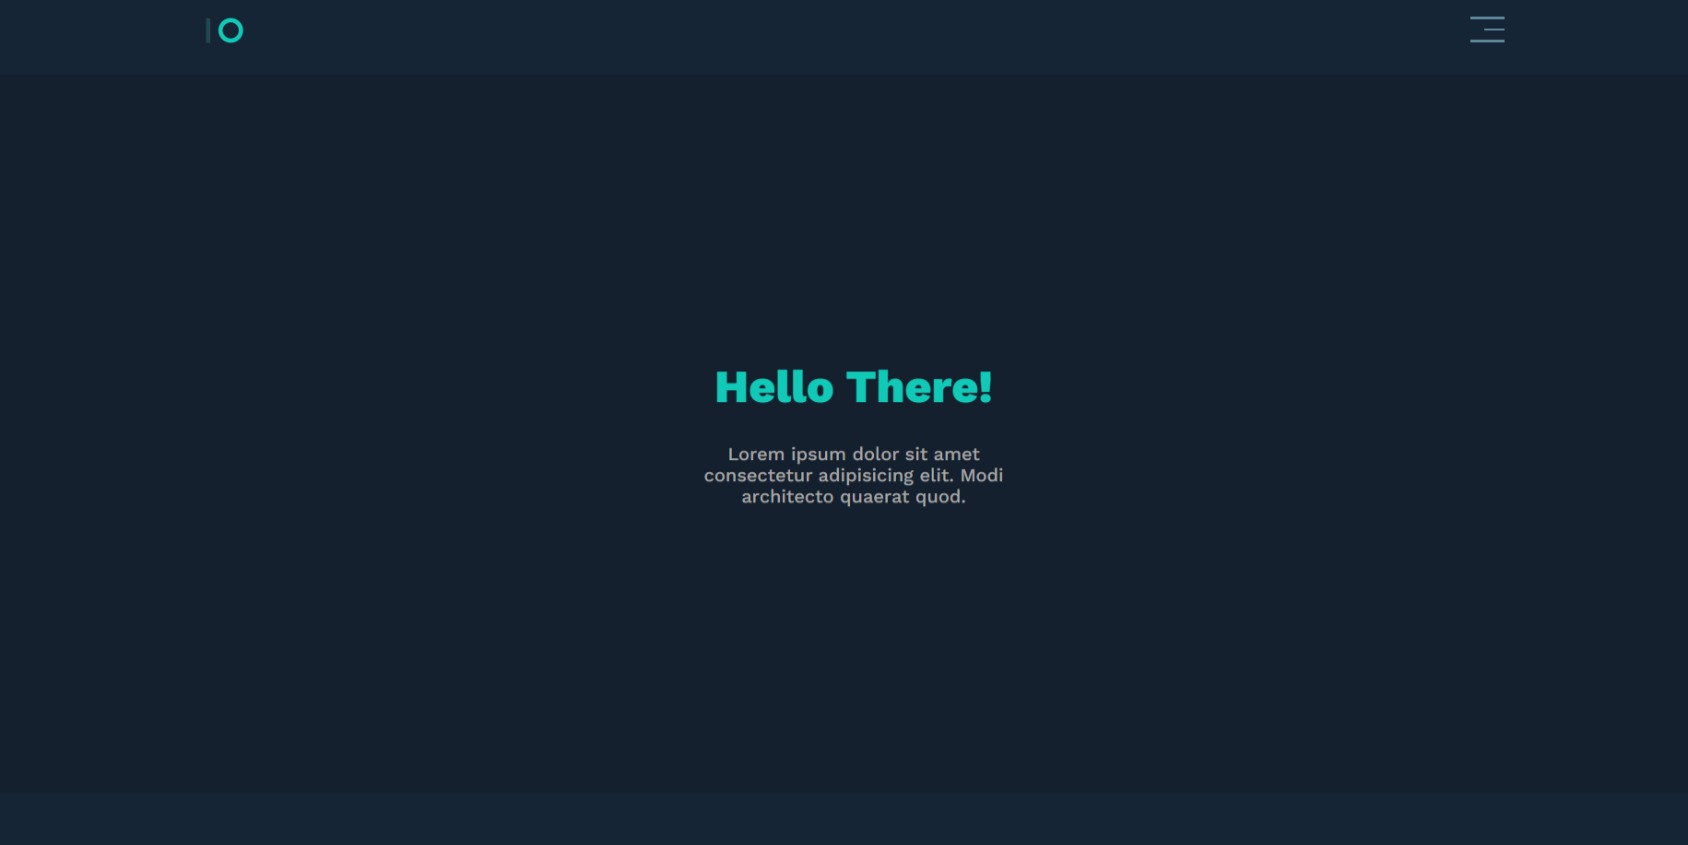 IO
Hello There!
Lorem ipsum dolor sit amet
consectetur adipisicing elit. Modi
architecto quaerat quod.